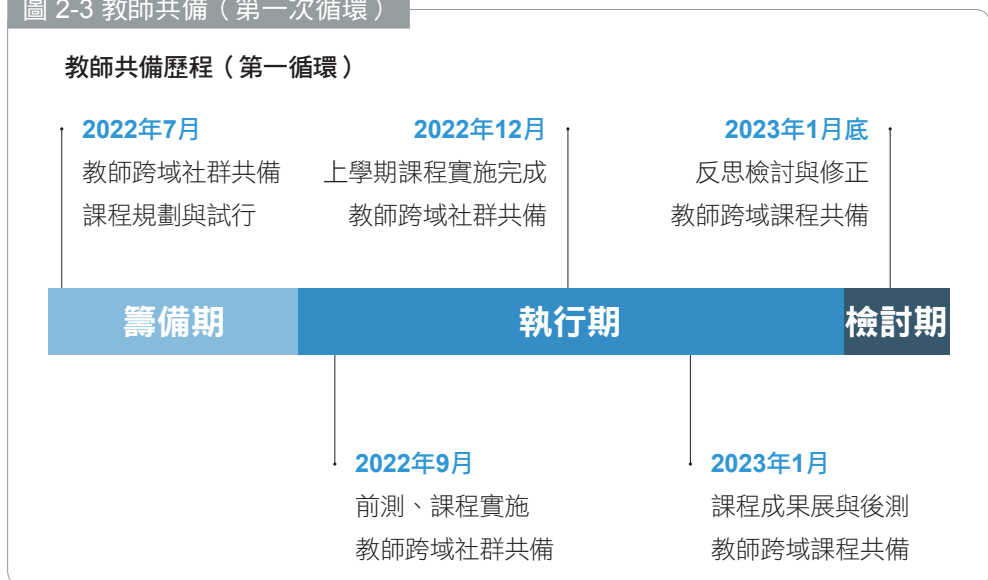 圖 2-3 教師共備（第一次循環）
教師共備歷程（第一循環）
2022年7月
教師跨域社群共備
課程規劃與試行
2022年12月
上學期課程實施完成
教師跨域社群共備
2023年1月底
反思檢討與修正
教師跨域課程共備
籌備期
執行期
檢討期
2022年9月
前測、課程實施
教師跨域社群共備
2023年1月
課程成果展與後測
教師跨域課程共備